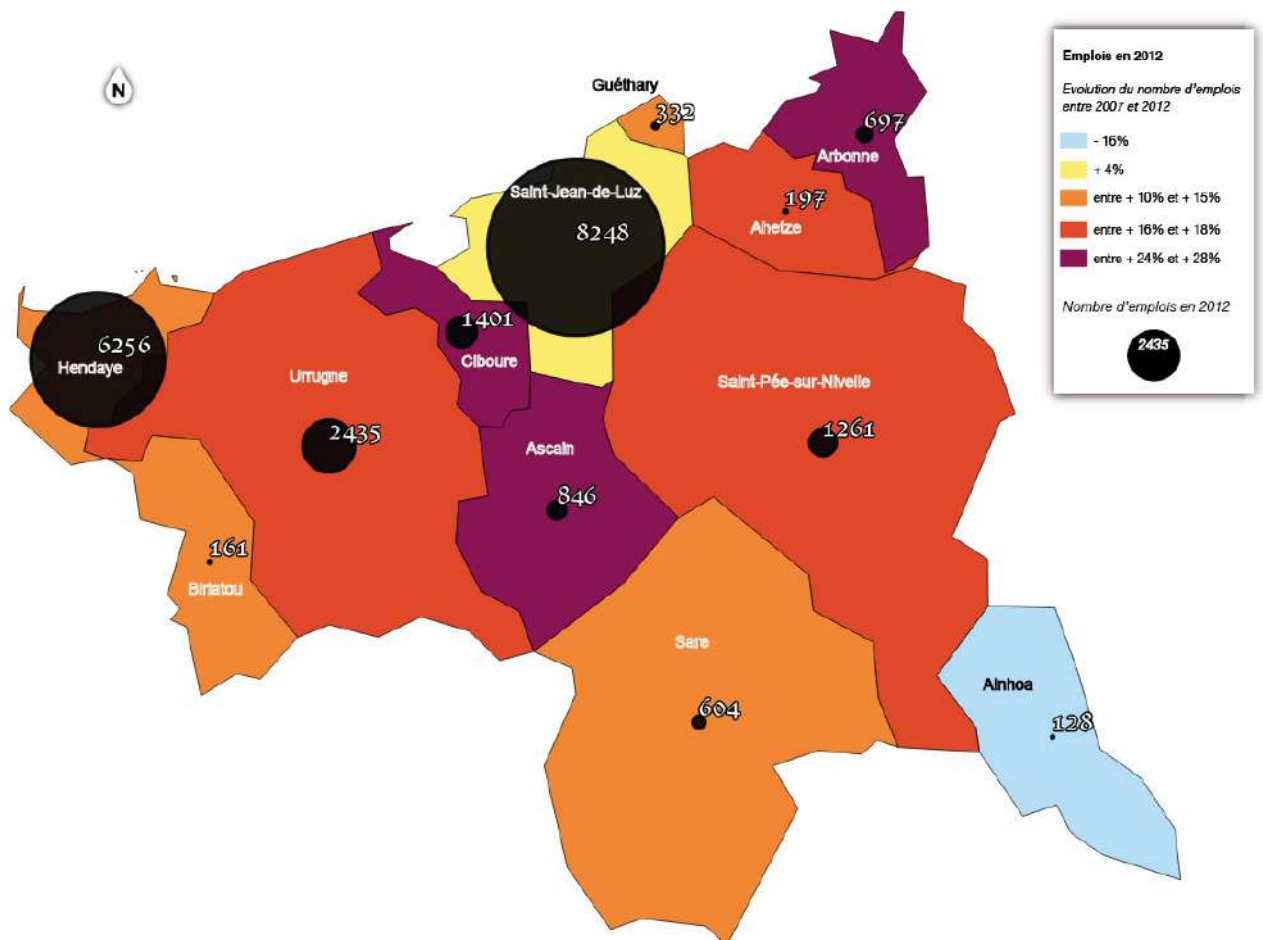 N
Guéthary
332
697
Arbonne
Saint-Jean-de-Luz
8248
197
Ahetze
6256
Hendaye
1401
Ciboure
Urrugne
2435
Saint-Pée-sur-Nivelle
1261
Ascain
846
161
Biriatou
Sare
604
Ainhoa
128
Emplois en 2012
Evolution du nombre d'emplois
entre 2007 et 2012
- 16%
+ 4%
entre + 10% et + 15%
entre + 16% et + 18%
entre + 24% et + 28%
Nombre d'emplois en 2012
2435